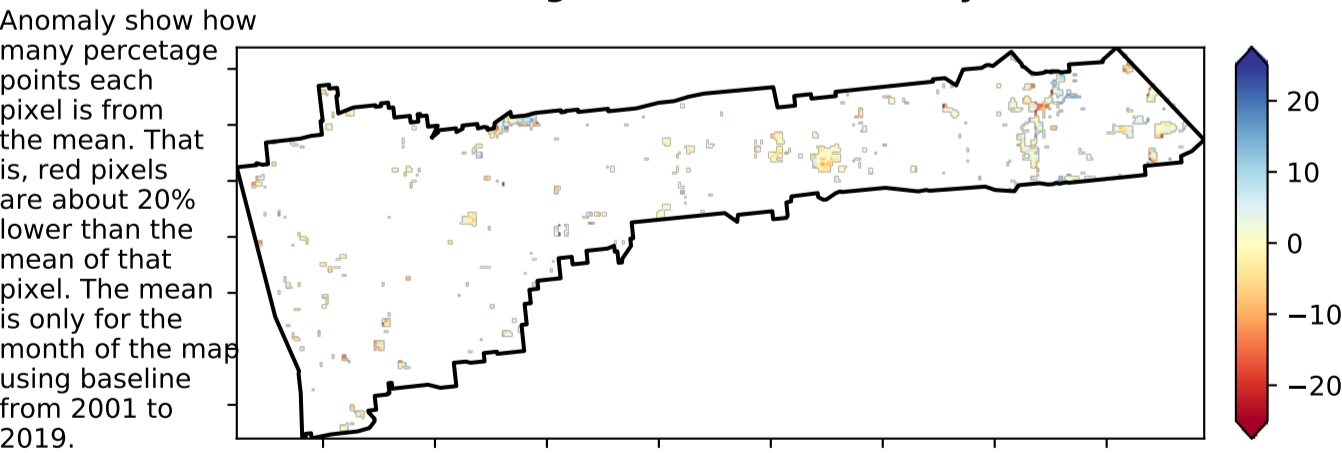 Anomaly show how
many percetage
points each
pixel is from
the mean. That
is, red pixels
are about 20%
lower than the
mean of that
pixel. The mean
is only for the
month of the map
using baseline
from 2001 to
2019.
20
10
0
−10
−20